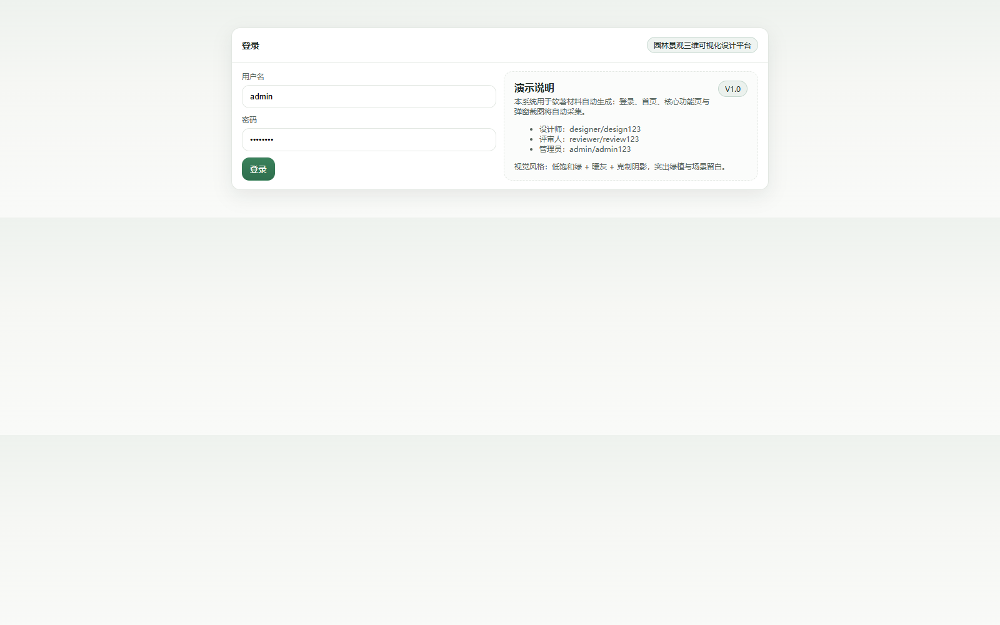 登录
园林景观三维可视化设计平台
用户名
admin
密码
••••••••
登录
演示说明
V1.0
本系统用于软著材料自动生成：登录、首页、核心功能页与
弹窗截图将自动采集。
• 设计师：designer/design123
• 评审人：reviewer/review123
• 管理员：admin/admin123
视觉风格：低饱和绿 + 暖灰 + 克制阴影，突出绿植与场景留白。